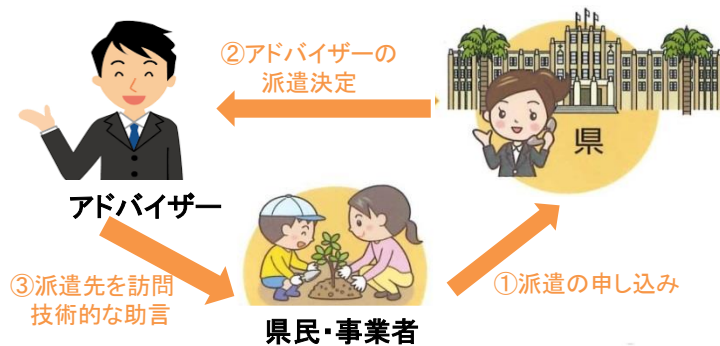 ②アドバイザーの
派遣決定
県
アドバイザー
③派遣先を訪問
技術的な助言
①派遣の申し込み
県民・事業者